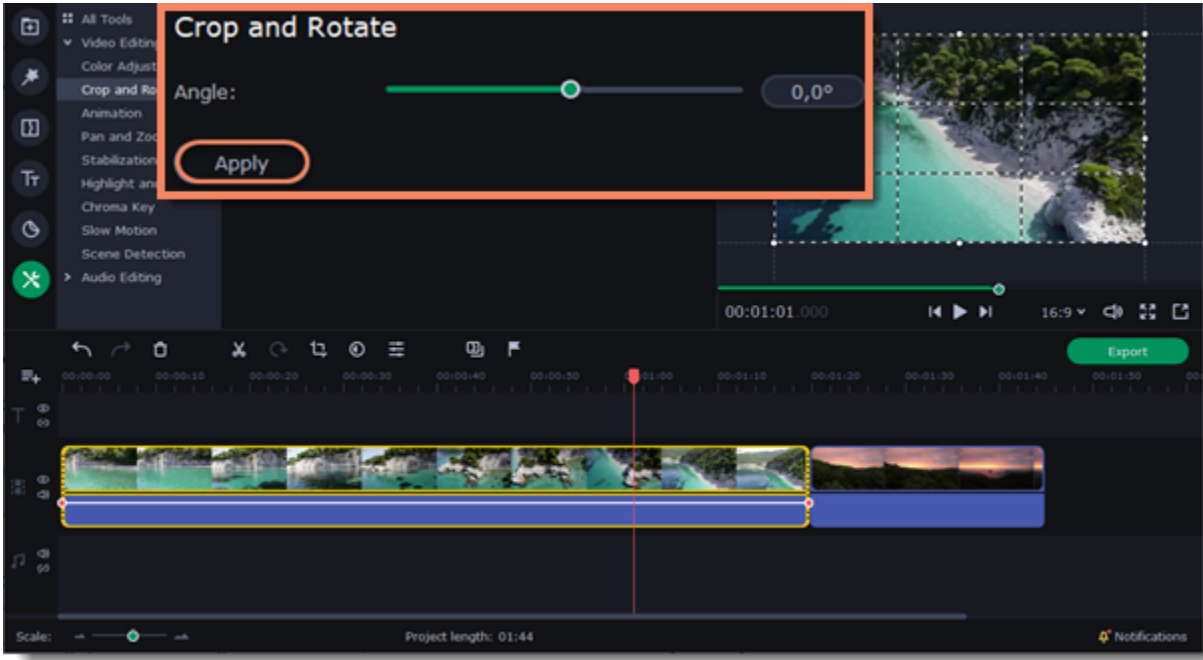 All Tools
Video Editing
Color Adjust
Crop and Ro
Animation
Pan and Zoo
Stabilization
Highlight and
Chroma Key
Slow Motion
Scene Detection
Audio Editing
Crop and Rotate
Angle:
0,0°
Apply
00:01:01.000
16:9
Export
00:00:00 00:00:10 00:00:20 00:00:30 00:00:40 00:00:50 00:01:00 00:01:10 00:01:20 00:01:30 00:01:40 00:01:50 00:
Scale:
Project length: 01:44
Notifications